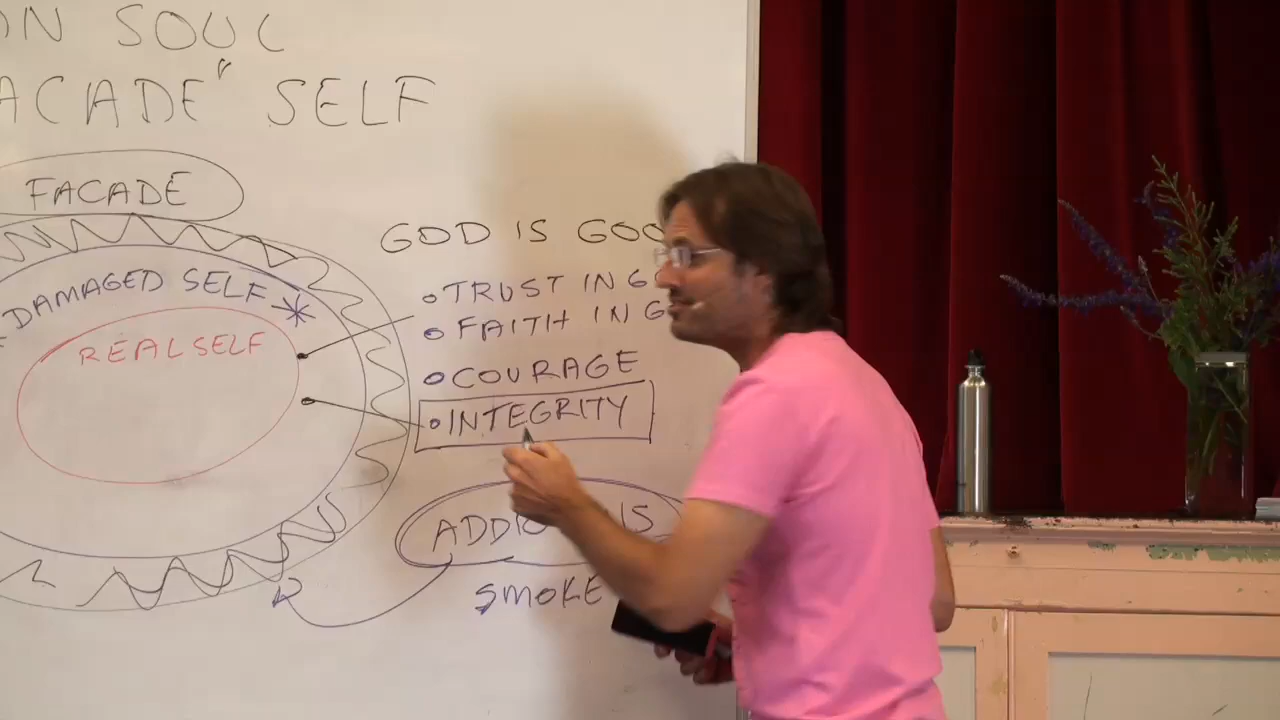 ON SOUL
ACADE" SELF
FACADE
DAMAGED SELF
REAL SELF
GOD IS GOO
• TRUST IN G
• FAITH IN G
• COURAGE
• INTEGRITY
IS
SMOKE